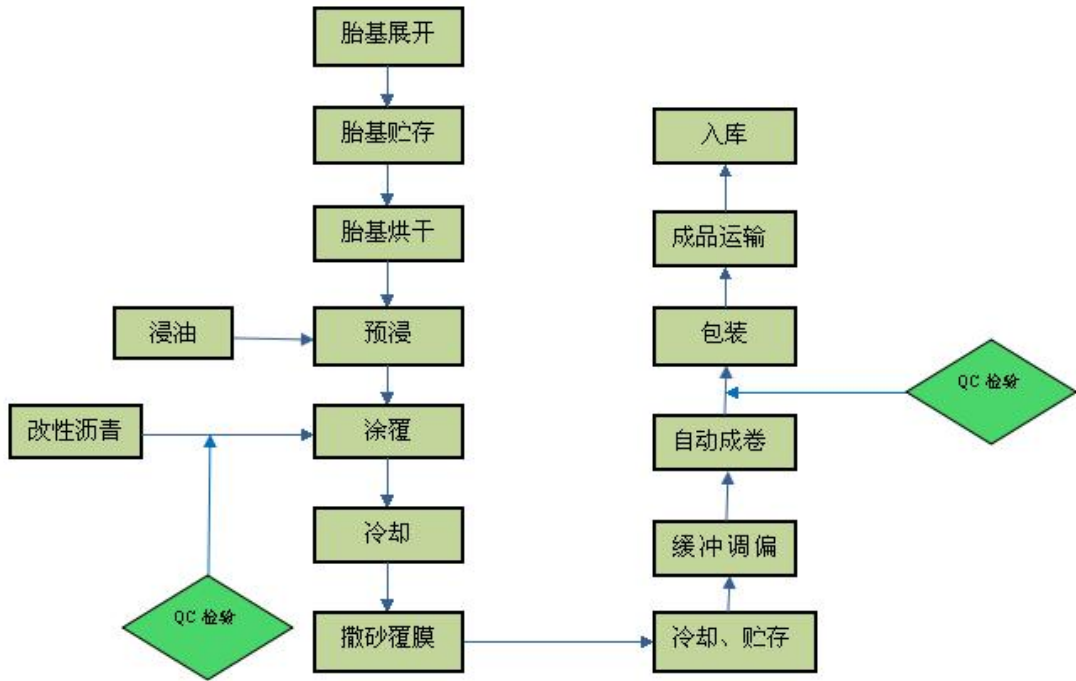 胎基展开
胎基贮存
胎基烘干
浸油
预浸
改性沥青
涂覆
冷却
QC 检验
撒砂覆膜
冷却、贮存
缓冲调偏
自动成卷
QC 检验
包装
成品运输
入库